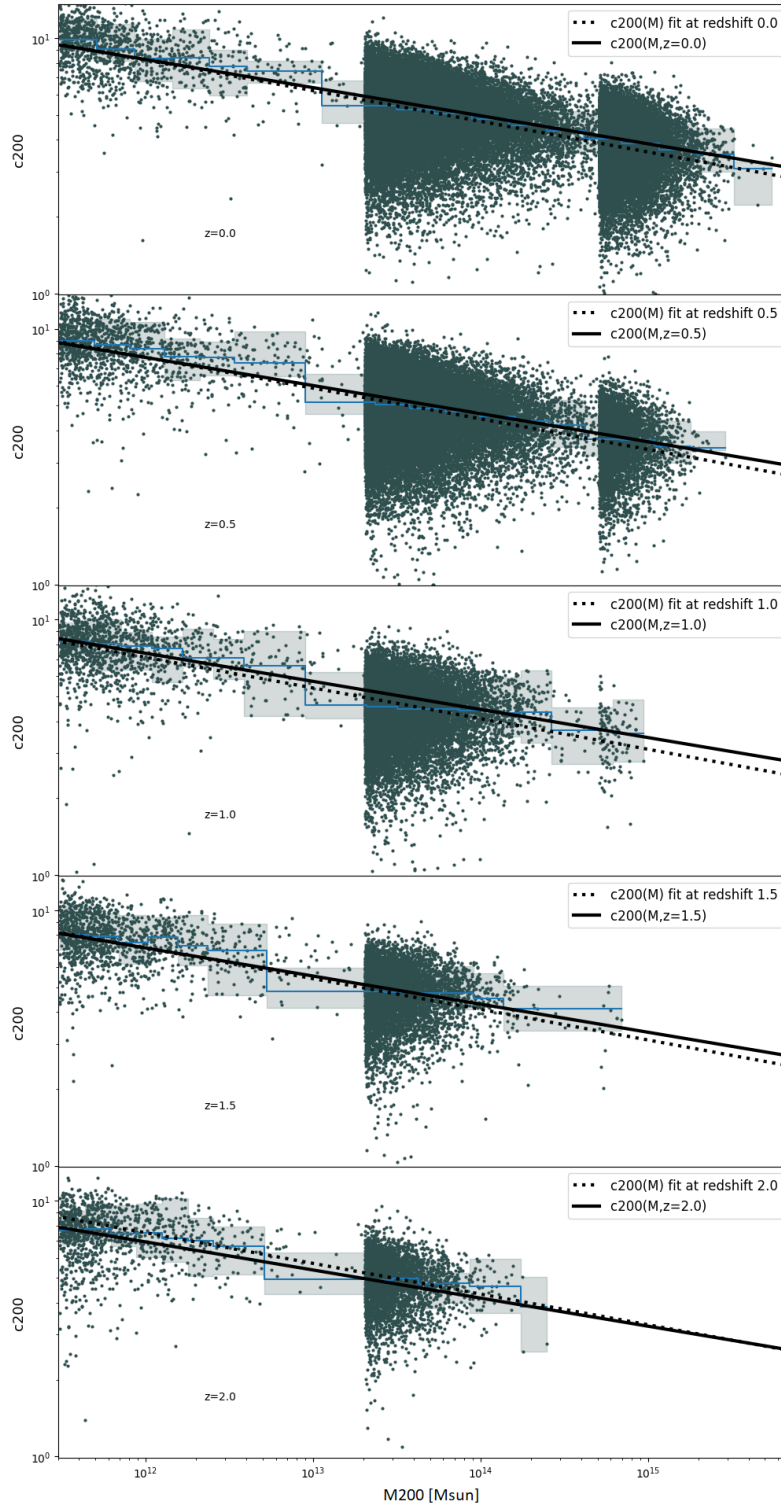 c200(M) fit at redshift 0.0
c200(M,z=0.0)
10¹
c200
z=0.0
10⁰
c200(M) fit at redshift 0.5
c200(M,z=0.5)
10¹
c200
z=0.5
10⁰
c200(M) fit at redshift 1.0
c200(M,z=1.0)
10¹
c200
z=1.0
10⁰
c200(M) fit at redshift 1.5
c200(M,z=1.5)
10¹
c200
z=1.5
10⁰
c200(M) fit at redshift 2.0
c200(M,z=2.0)
10¹
c200
z=2.0
10⁰
10¹² 10¹³ 10¹⁴ 10¹⁵
M200 [Msun]